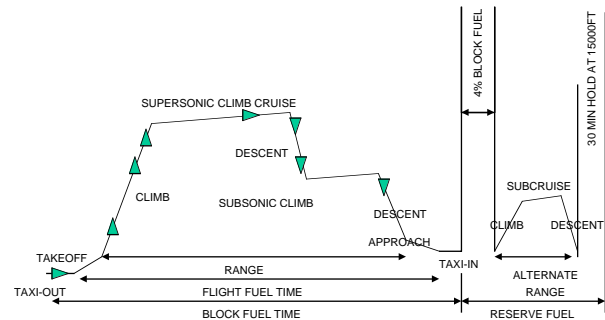 4% BLOCK FUEL
30 MIN HOLD AT 15000FT
SUPERSONIC CLIMB CRUISE
DESCENT
CLIMB
SUBSONIC CLIMB
SUBCRUISE
DESCENT
CLIMB
DESCENT
APPROACH
TAKEOFF
TAXI-IN
RANGE
ALTERNATE
TAXI-OUT
FLIGHT FUEL TIME
RANGE
BLOCK FUEL TIME
RESERVE FUEL